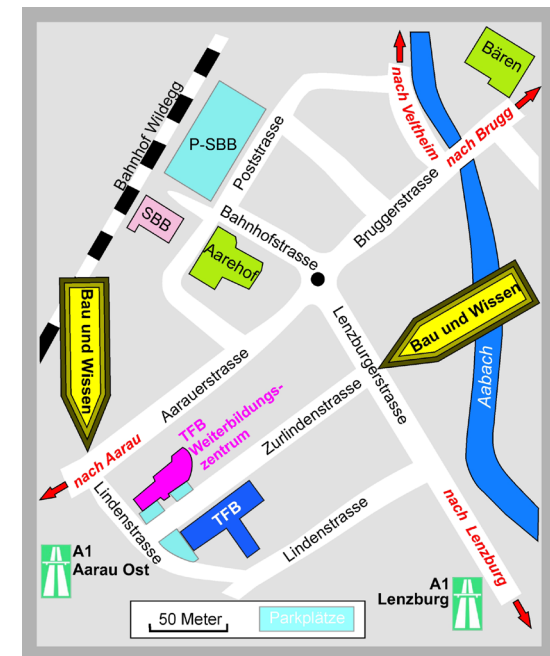 Bären
nach Veltheim
nach Brugg
Bahnhof Wildegg
P-SBB
Poststrasse
SBB
Bahnhofstrasse
Bruggerstrasse
Aarehof
Bau und Wissen
Bau und Wissen
Aabach
Lenzburgerstrasse
Aarauerstrasse
TFB
Weiterbildungs-
zentrum
Zurlindenstrasse
nach Aarau
Lindenstrasse
TFB
Lindenstrasse
nach Lenzburg
A1
Aarau Ost
A1
Lenzburg
50 Meter
Parkplätze